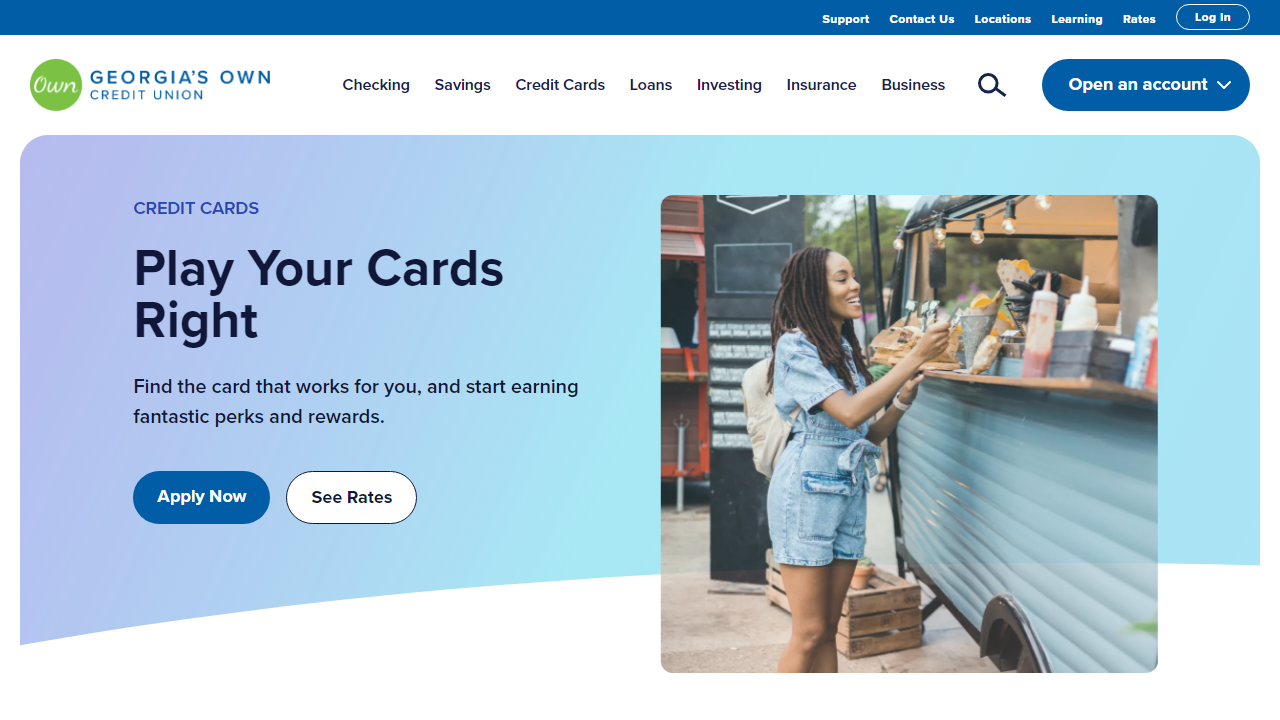 Support Contact Us Locations Learning Rates Log In
Own GEORGIA'S OWN
CREDIT UNION
Checking Savings Credit Cards Loans Investing Insurance Business Open an account
CREDIT CARDS
Play Your Cards
Right
Find the card that works for you, and start earning
fantastic perks and rewards.
Apply Now See Rates